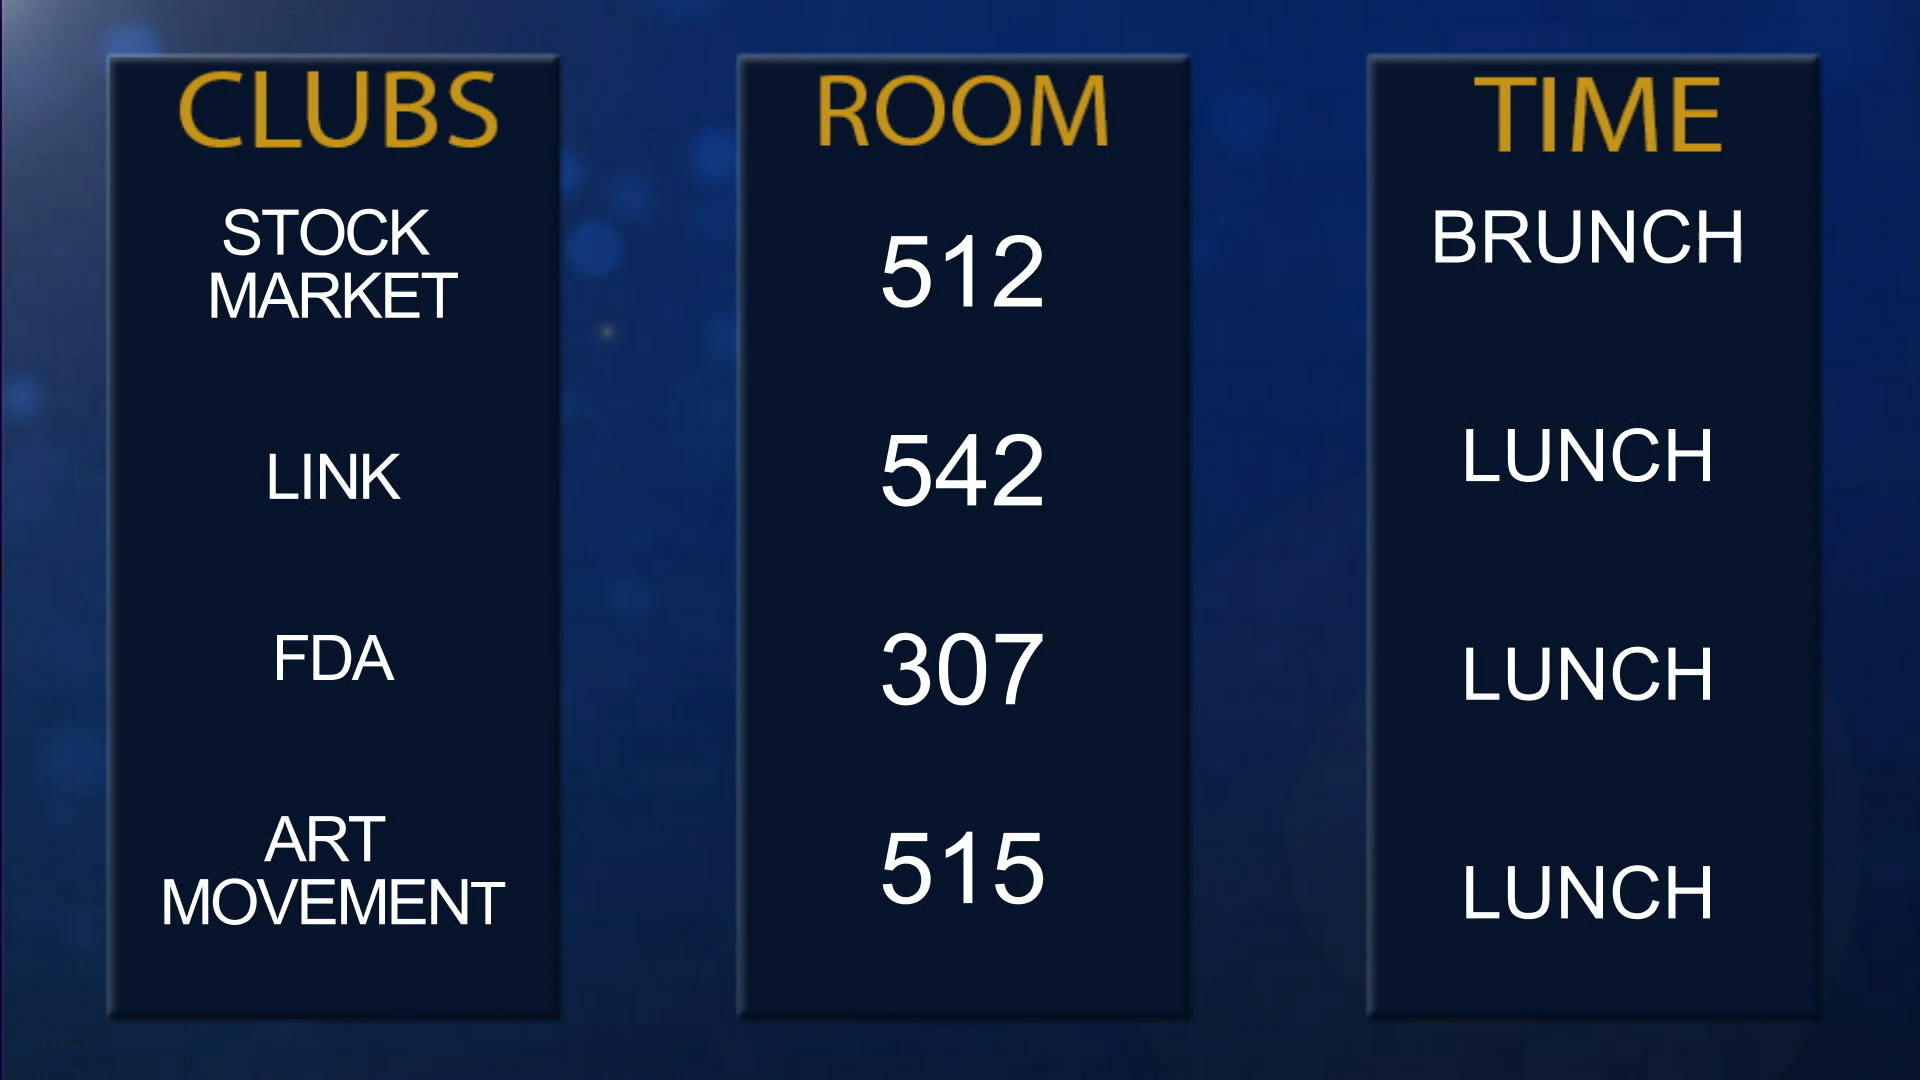 CLUBS
STOCK
MARKET
LINK
FDA
ART
MOVEMENT
ROOM
512
542
307
515
TIME
BRUNCH
LUNCH
LUNCH
LUNCH